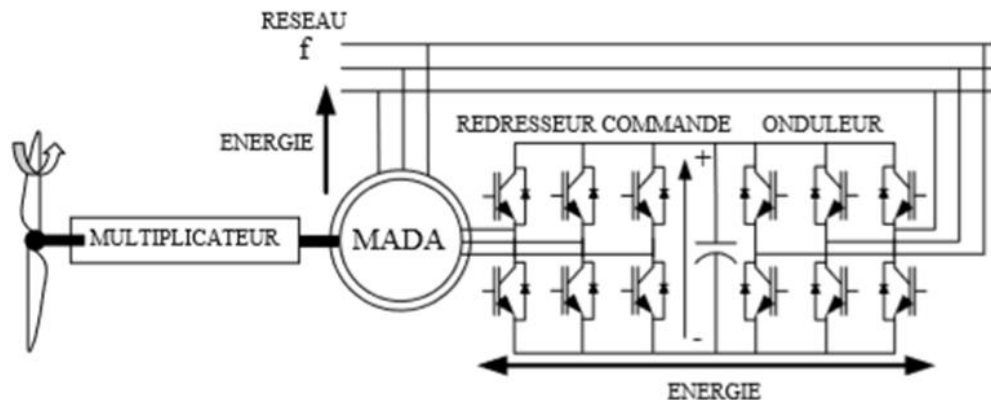 RESEAU
f
ENERGIE
REDRESSEUR COMMANDE
ONDULEUR
+
MULTIPLICATEUR
MADA
-
ENERGIE